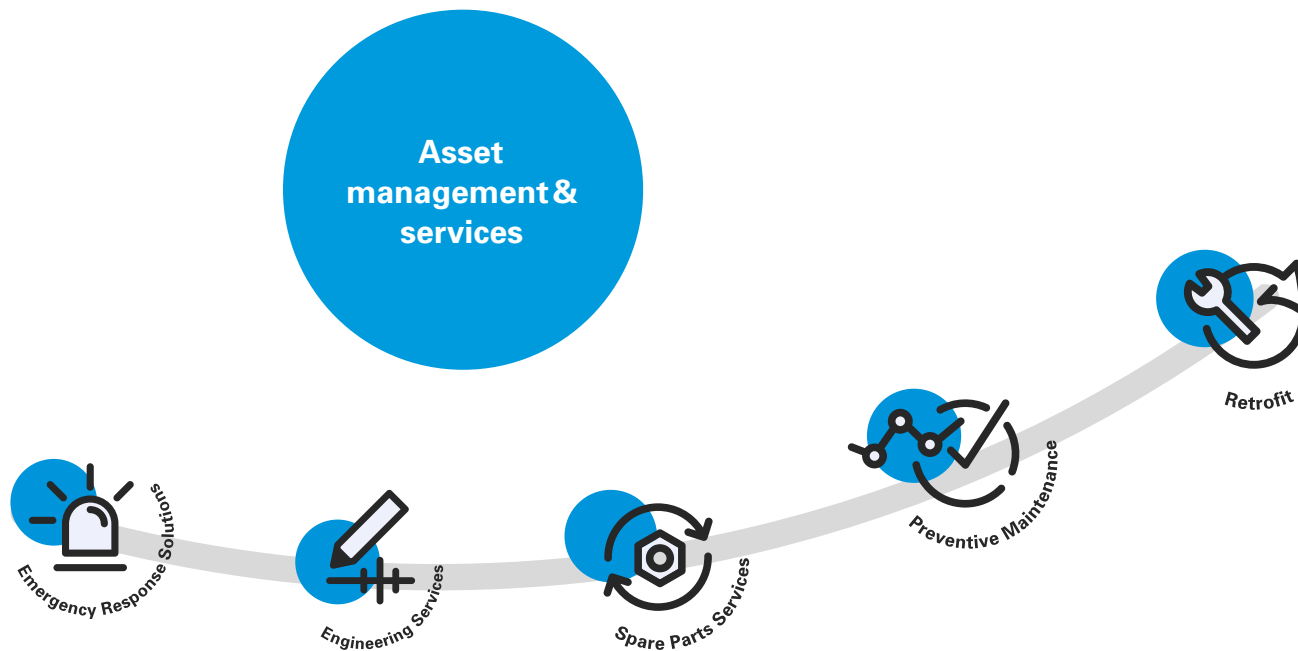 Asset
management &
services
Emergency Response Solutions
Engineering Services
Spare Parts Services
Preventive Maintenance
Retrofit